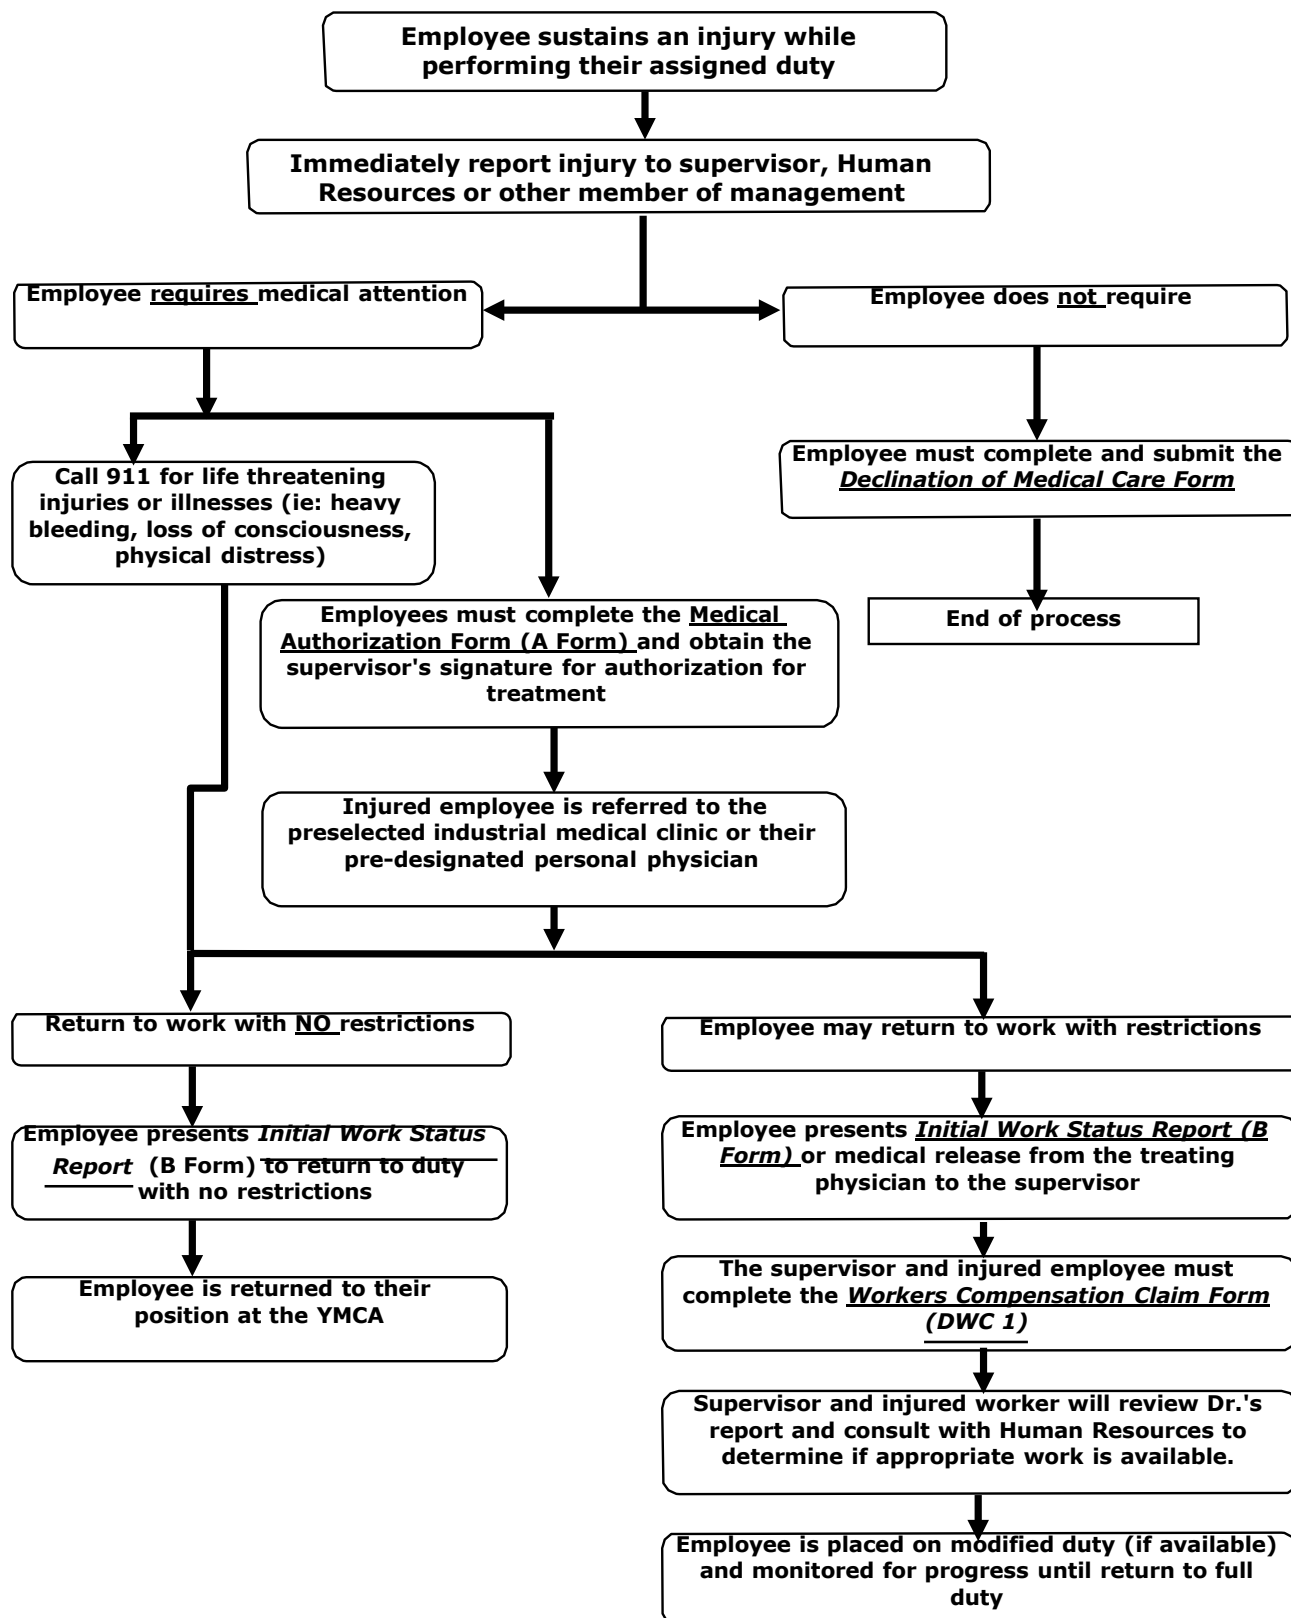 Employee sustains an injury while
performing their assigned duty
Immediately report injury to supervisor, Human
Resources or other member of management
Employee requires medical attention
Employee does not require
Call 911 for life threatening
injuries or illnesses (ie: heavy
bleeding, loss of consciousness,
physical distress)
Employee must complete and submit the
Declination of Medical Care Form
End of process
Employees must complete the Medical
Authorization Form (A Form) and obtain the
supervisor's signature for authorization for
treatment
Injured employee is referred to the
preselected industrial medical clinic or their
pre-designated personal physician
Return to work with NO restrictions
Employee presents Initial Work Status
Report (B Form) to return to duty
with no restrictions
Employee is returned to their
position at the YMCA
Employee may return to work with restrictions
Employee presents Initial Work Status Report (B
Form) or medical release from the treating
physician to the supervisor
The supervisor and injured employee must
complete the Workers Compensation Claim Form
(DWC 1)
Supervisor and injured worker will review Dr.'s
report and consult with Human Resources to
determine if appropriate work is available.
Employee is placed on modified duty (if available)
and monitored for progress until return to full
duty